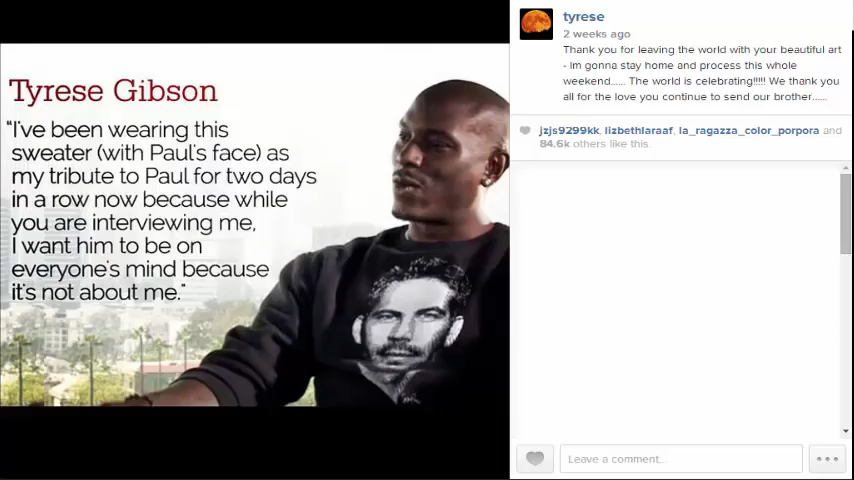 Tyrese Gibson
"I've been wearing this
sweater (with Paul's face) as
my tribute to Paul for two days
in a row now because while
you are interviewing me,
I want him to be on
everyone's mind because
it's not about me."
tyrese
2 weeks ago
Thank you for leaving the world with your beautiful art
- Im gonna stay home and process this whole
weekend...... The world is celebrating!!!!! We thank you
all for the love you continue to send our brother......
jzjs9299kk, lizbethlaraaf, la_ragazza_color_porpora and
84.6k others like this.
Leave a comment...